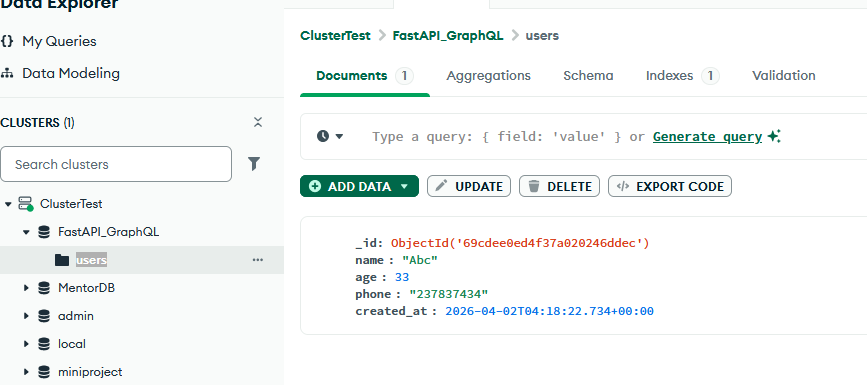 Data Explorer
{} My Queries
Data Modeling
CLUSTERS (1)
Search clusters
ClusterTest
FastAPI_GraphQL
users
...
MentorDB
admin
local
miniproject
ClusterTest > FastAPI_GraphQL > users
Documents 1 Aggregations Schema Indexes 1 Validation
Type a query: { field: 'value' } or Generate query
ADD DATA UPDATE DELETE </> EXPORT CODE
_id: ObjectId('69cdee0ed4f37a020246ddec')
name : "Abc"
age : 33
phone : "237837434"
created_at : 2026-04-02T04:18:22.734+00:00